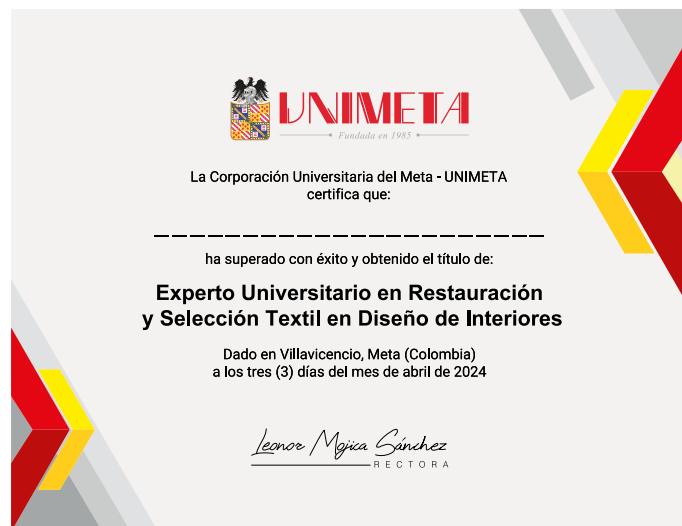 UNIMETA
Fundada en 1985
La Corporación Universitaria del Meta - UNIMETA
certifica que:
ha superado con éxito y obtenido el título de:
Experto Universitario en Restauración
y Selección Textil en Diseño de Interiores
Dado en Villavicencio, Meta (Colombia)
a los tres (3) días del mes de abril de 2024
Leonor Mojica Sánchez
RECTORA